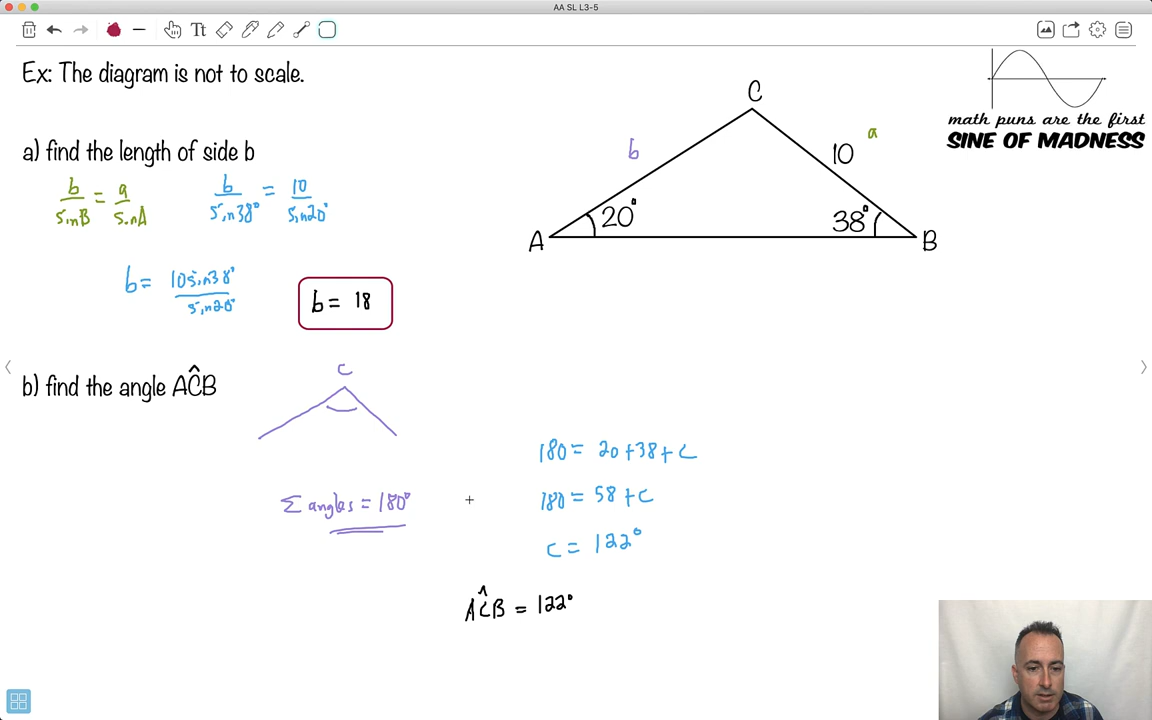 AA SL L3-5
Tt
Ex: The diagram is not to scale.
a) find the length of side b
b/sinB = a/sinA
b/sin38° = 10/sin20°
b = 10sin38°/sin20°
b = 18
C
b
10
a
20°
38°
A
B
math puns are the first
SINE OF MADNESS
b) find the angle AĈB
C
Σ angles = 180°
180 = 20 + 38 + C
180 = 58 + C
C = 122°
AĈB = 122°